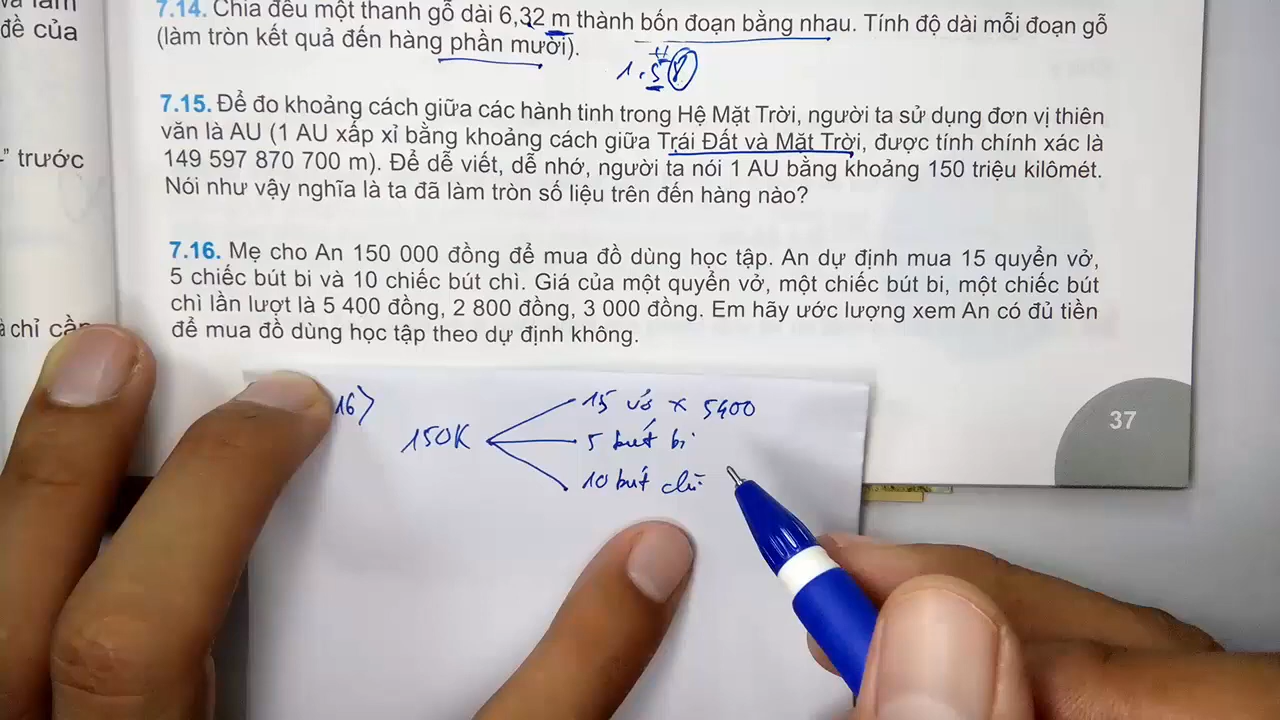 đề của
7.14. Chia đều một thanh gỗ dài 6,32 m thành bốn đoạn bằng nhau. Tính độ dài mỗi đoạn gỗ
(làm tròn kết quả đến hàng phần mười).
1.58
7.15. Để đo khoảng cách giữa các hành tinh trong Hệ Mặt Trời, người ta sử dụng đơn vị thiên
văn là AU (1 AU xấp xỉ bằng khoảng cách giữa Trái Đất và Mặt Trời, được tính chính xác là
149 597 870 700 m). Để dễ viết, dễ nhớ, người ta nói 1 AU bằng khoảng 150 triệu kilômét.
Nói như vậy nghĩa là ta đã làm tròn số liệu trên đến hàng nào?
-” trước
7.16. Mẹ cho An 150 000 đồng để mua đồ dùng học tập. An dự định mua 15 quyển vở,
5 chiếc bút bi và 10 chiếc bút chì. Giá của một quyển vở, một chiếc bút bi, một chiếc bút
chì lần lượt là 5 400 đồng, 2 800 đồng, 3 000 đồng. Em hãy ước lượng xem An có đủ tiền
để mua đồ dùng học tập theo dự định không.
chỉ cần
16)
150K
15 vở x 5400
5 bút bi
10 bút chì
37